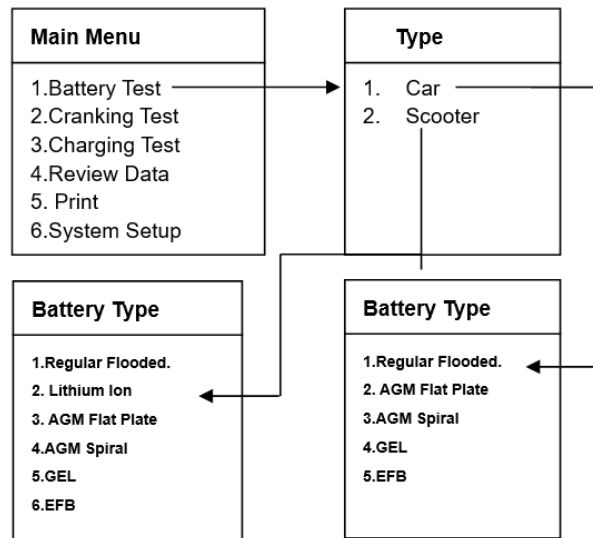 Main Menu
1.Battery Test
2.Cranking Test
3.Charging Test
4.Review Data
5. Print
6.System Setup
Type
1. Car
2. Scooter
Battery Type
1.Regular Flooded.
2. Lithium Ion
3. AGM Flat Plate
4.AGM Spiral
5.GEL
6.EFB
Battery Type
1.Regular Flooded.
2. AGM Flat Plate
3.AGM Spiral
4.GEL
5.EFB